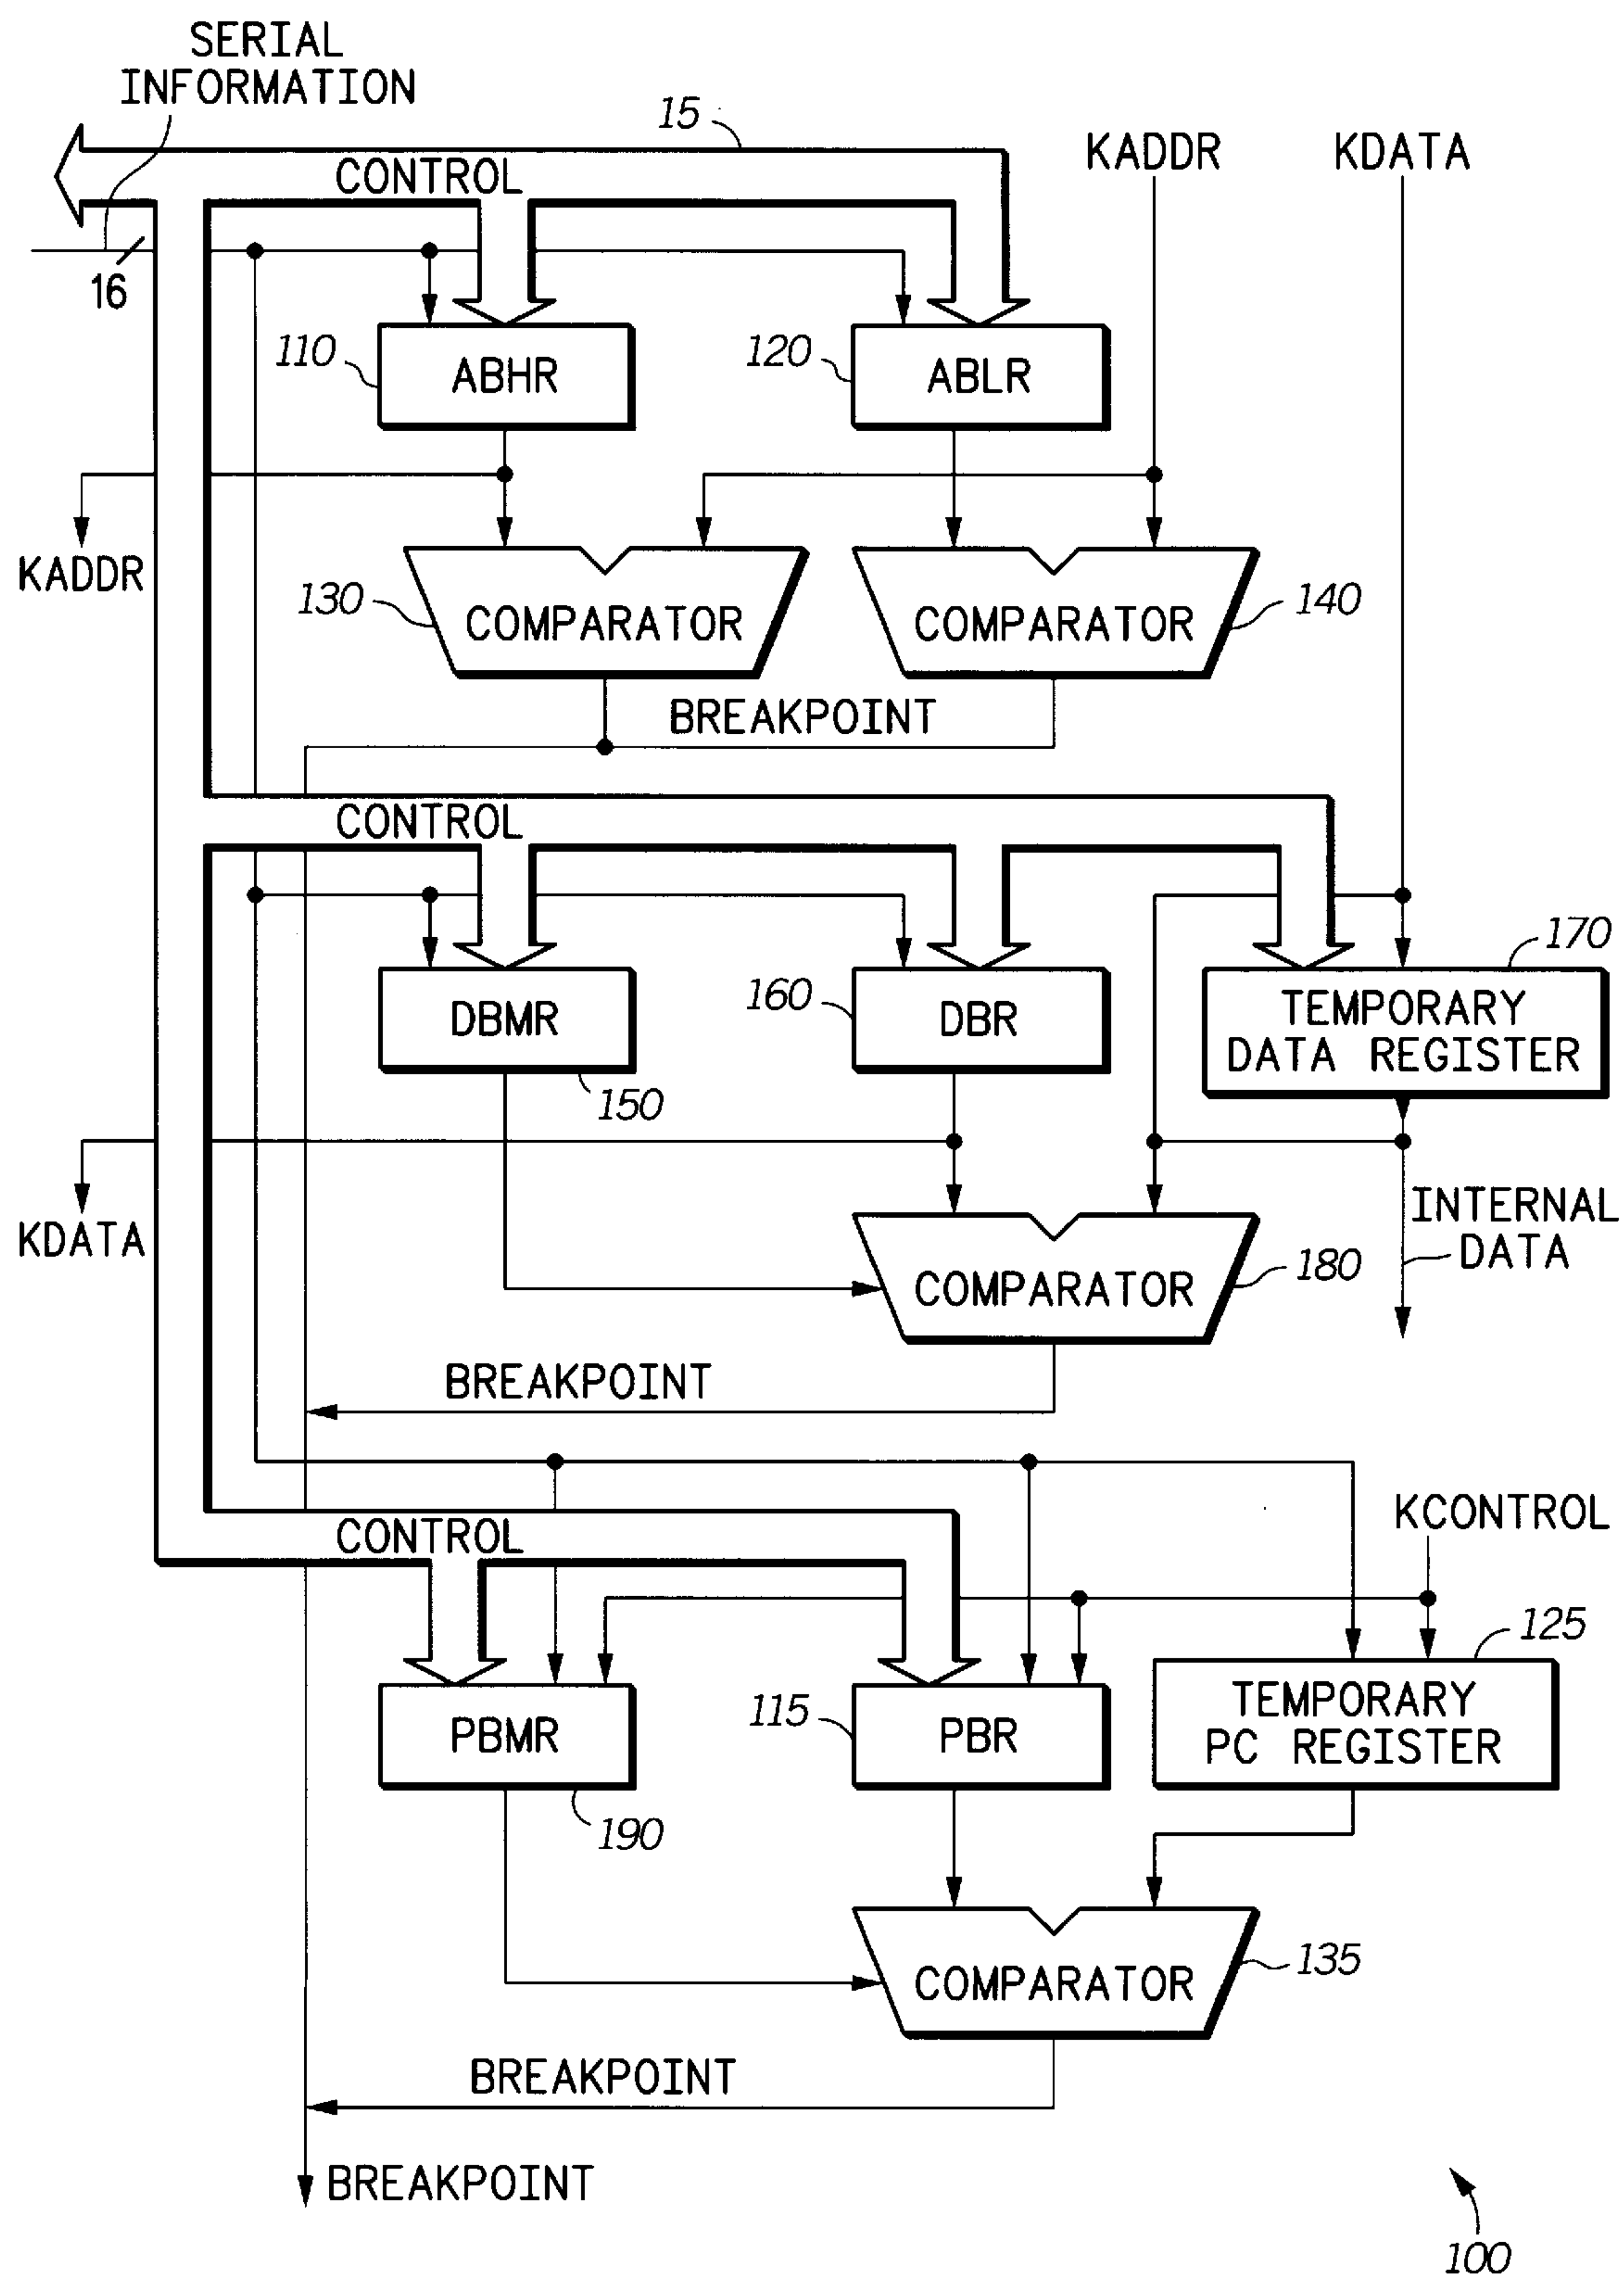 SERIAL
INFORMATION
15
CONTROL
KADDR
KDATA
16
110
ABHR
120
ABLR
KADDR
130
COMPARATOR
COMPARATOR
140
BREAKPOINT
CONTROL
170
DBMR
160
DBR
TEMPORARY
DATA REGISTER
150
KDATA
INTERNAL
DATA
COMPARATOR
180
BREAKPOINT
KCONTROL
CONTROL
125
PBMR
115
PBR
TEMPORARY
PC REGISTER
190
COMPARATOR
135
BREAKPOINT
BREAKPOINT
100